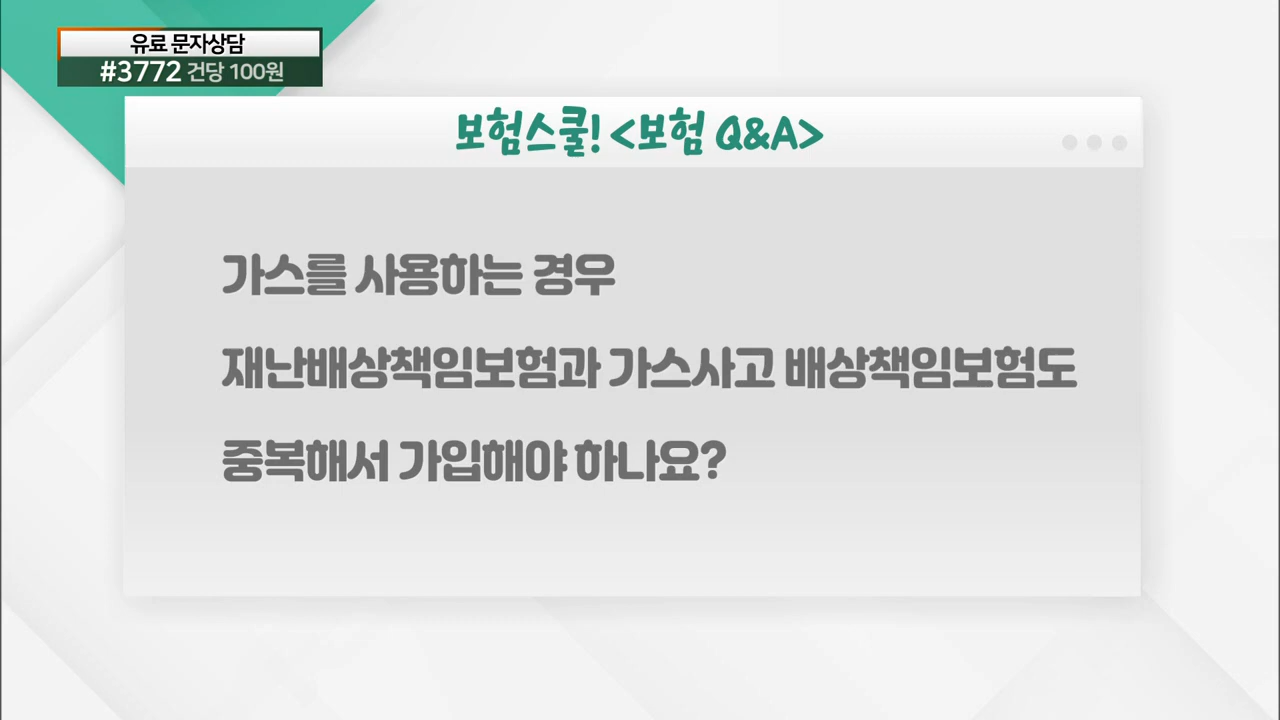 유료 문자상담
#3772 건당 100원
보험스쿨! <보험 Q&A>
가스를 사용하는 경우
재난배상책임보험과 가스사고 배상책임보험도
중복해서 가입해야 하나요?